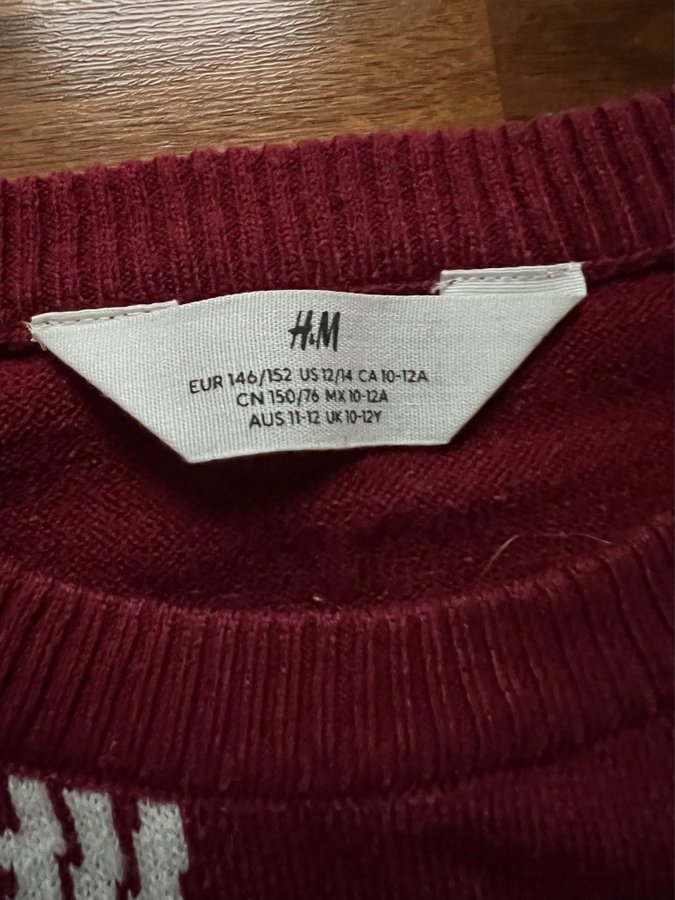 H&M
EUR 146/152 US 12/14 CA 10-12A
CN 150/76 MX 10-12A
AUS 11-12 UK 10-12Y